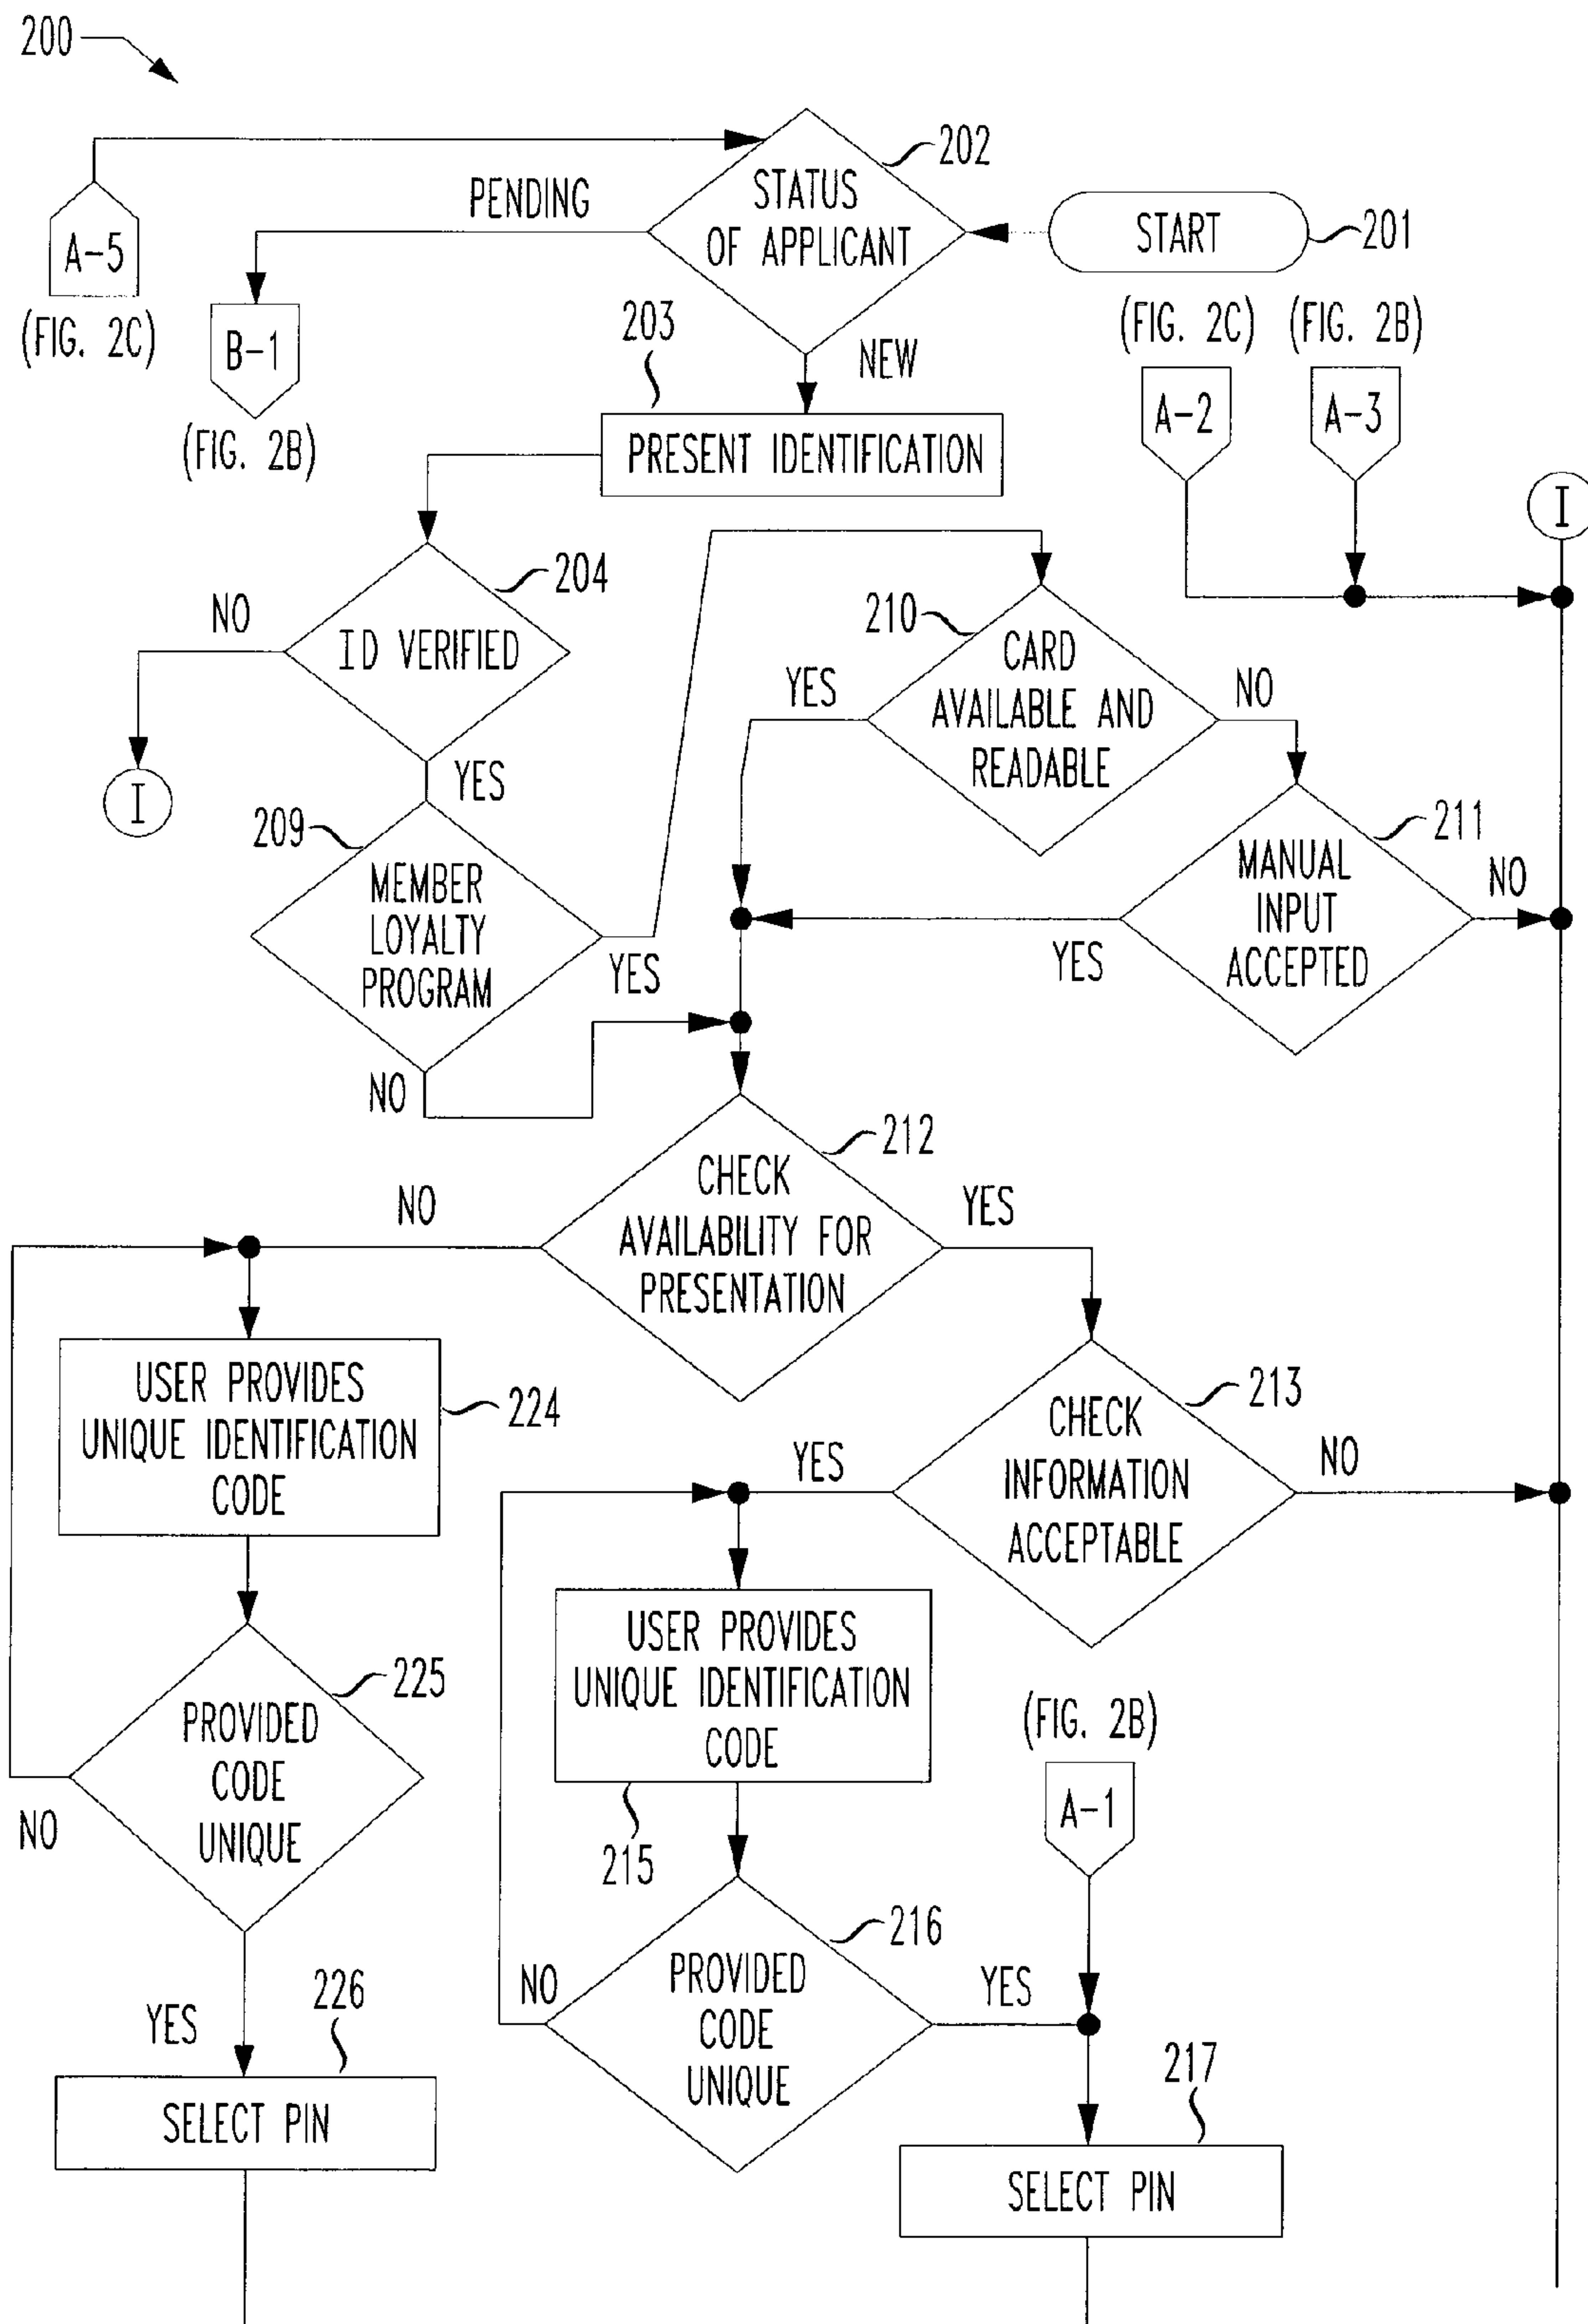 200
202
STATUS
OF APPLICANT
PENDING
START
201
A-5
(FIG. 2C)
B-1
(FIG. 2B)
203
NEW
(FIG. 2C)
(FIG. 2B)
A-2
A-3
PRESENT IDENTIFICATION
I
204
NO
ID VERIFIED
YES
I
210
CARD
AVAILABLE AND
READABLE
YES
NO
209
MEMBER
LOYALTY
PROGRAM
YES
NO
211
MANUAL
INPUT
ACCEPTED
NO
YES
212
CHECK
AVAILABILITY FOR
PRESENTATION
NO
YES
USER PROVIDES
UNIQUE IDENTIFICATION
CODE
224
213
CHECK
INFORMATION
ACCEPTABLE
YES
NO
USER PROVIDES
UNIQUE IDENTIFICATION
CODE
215
225
PROVIDED
CODE
UNIQUE
NO
YES
(FIG. 2B)
A-1
216
PROVIDED
CODE
UNIQUE
NO
YES
226
SELECT PIN
217
SELECT PIN